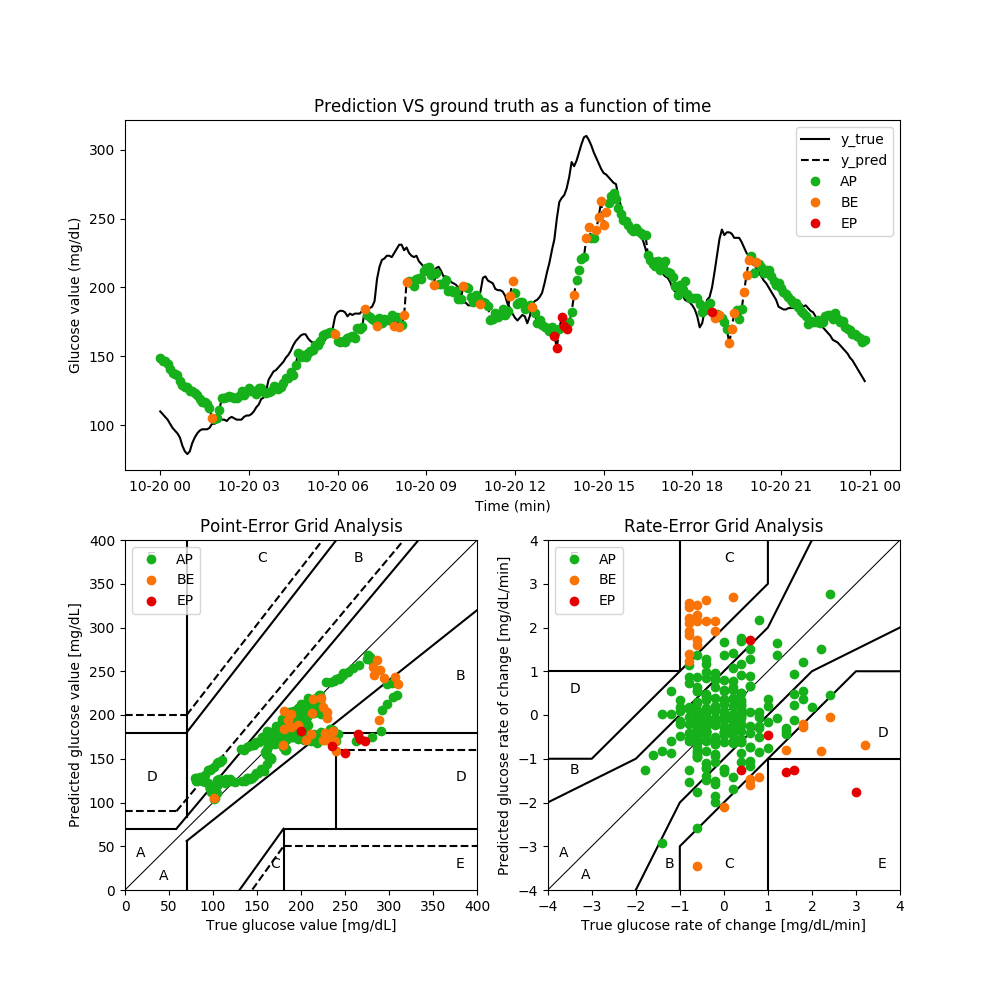 Prediction VS ground truth as a function of time
Glucose value (mg/dL)
300
250
200
150
100
y_true
y_pred
AP
BE
EP
10-20 00 10-20 03 10-20 06 10-20 09 10-20 12 10-20 15 10-20 18 10-20 21 10-21 00
Time (min)
Point-Error Grid Analysis
Predicted glucose value [mg/dL]
400
350
300
250
200
150
100
50
0
AP
BE
EP
C
B
B
D
D
A
A
C
E
0 50 100 150 200 250 300 350 400
True glucose value [mg/dL]
Rate-Error Grid Analysis
Predicted glucose rate of change [mg/dL/min]
4
3
2
1
0
−1
−2
−3
−4
AP
BE
EP
C
D
D
B
A
A
B
C
E
−4 −3 −2 −1 0 1 2 3 4
True glucose rate of change [mg/dL/min]